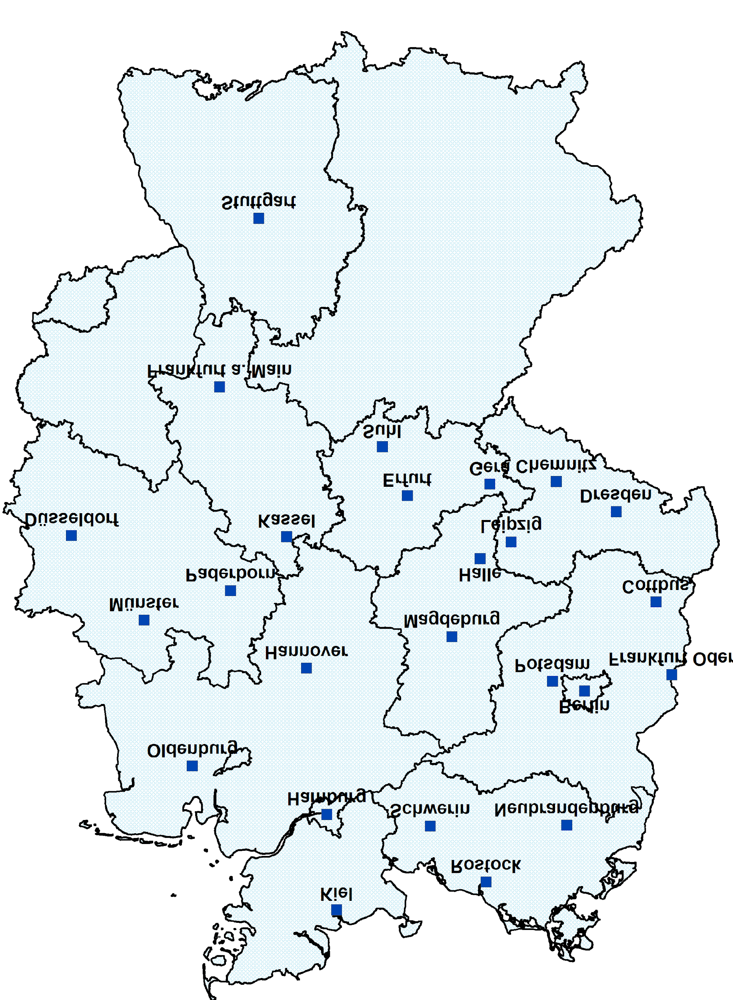 Stuttgart
Frankfurt a. Main
Suhl
Gera
Chemnitz
Erfurt
Dresden
Düsseldorf
Kassel
Leipzig
Paderborn
Halle
Cottbus
Münster
Magdeburg
Hannover
Potsdam
Frankfurt Oder
Berlin
Oldenburg
Hamburg
Schwerin
Neubrandenburg
Rostock
Kiel